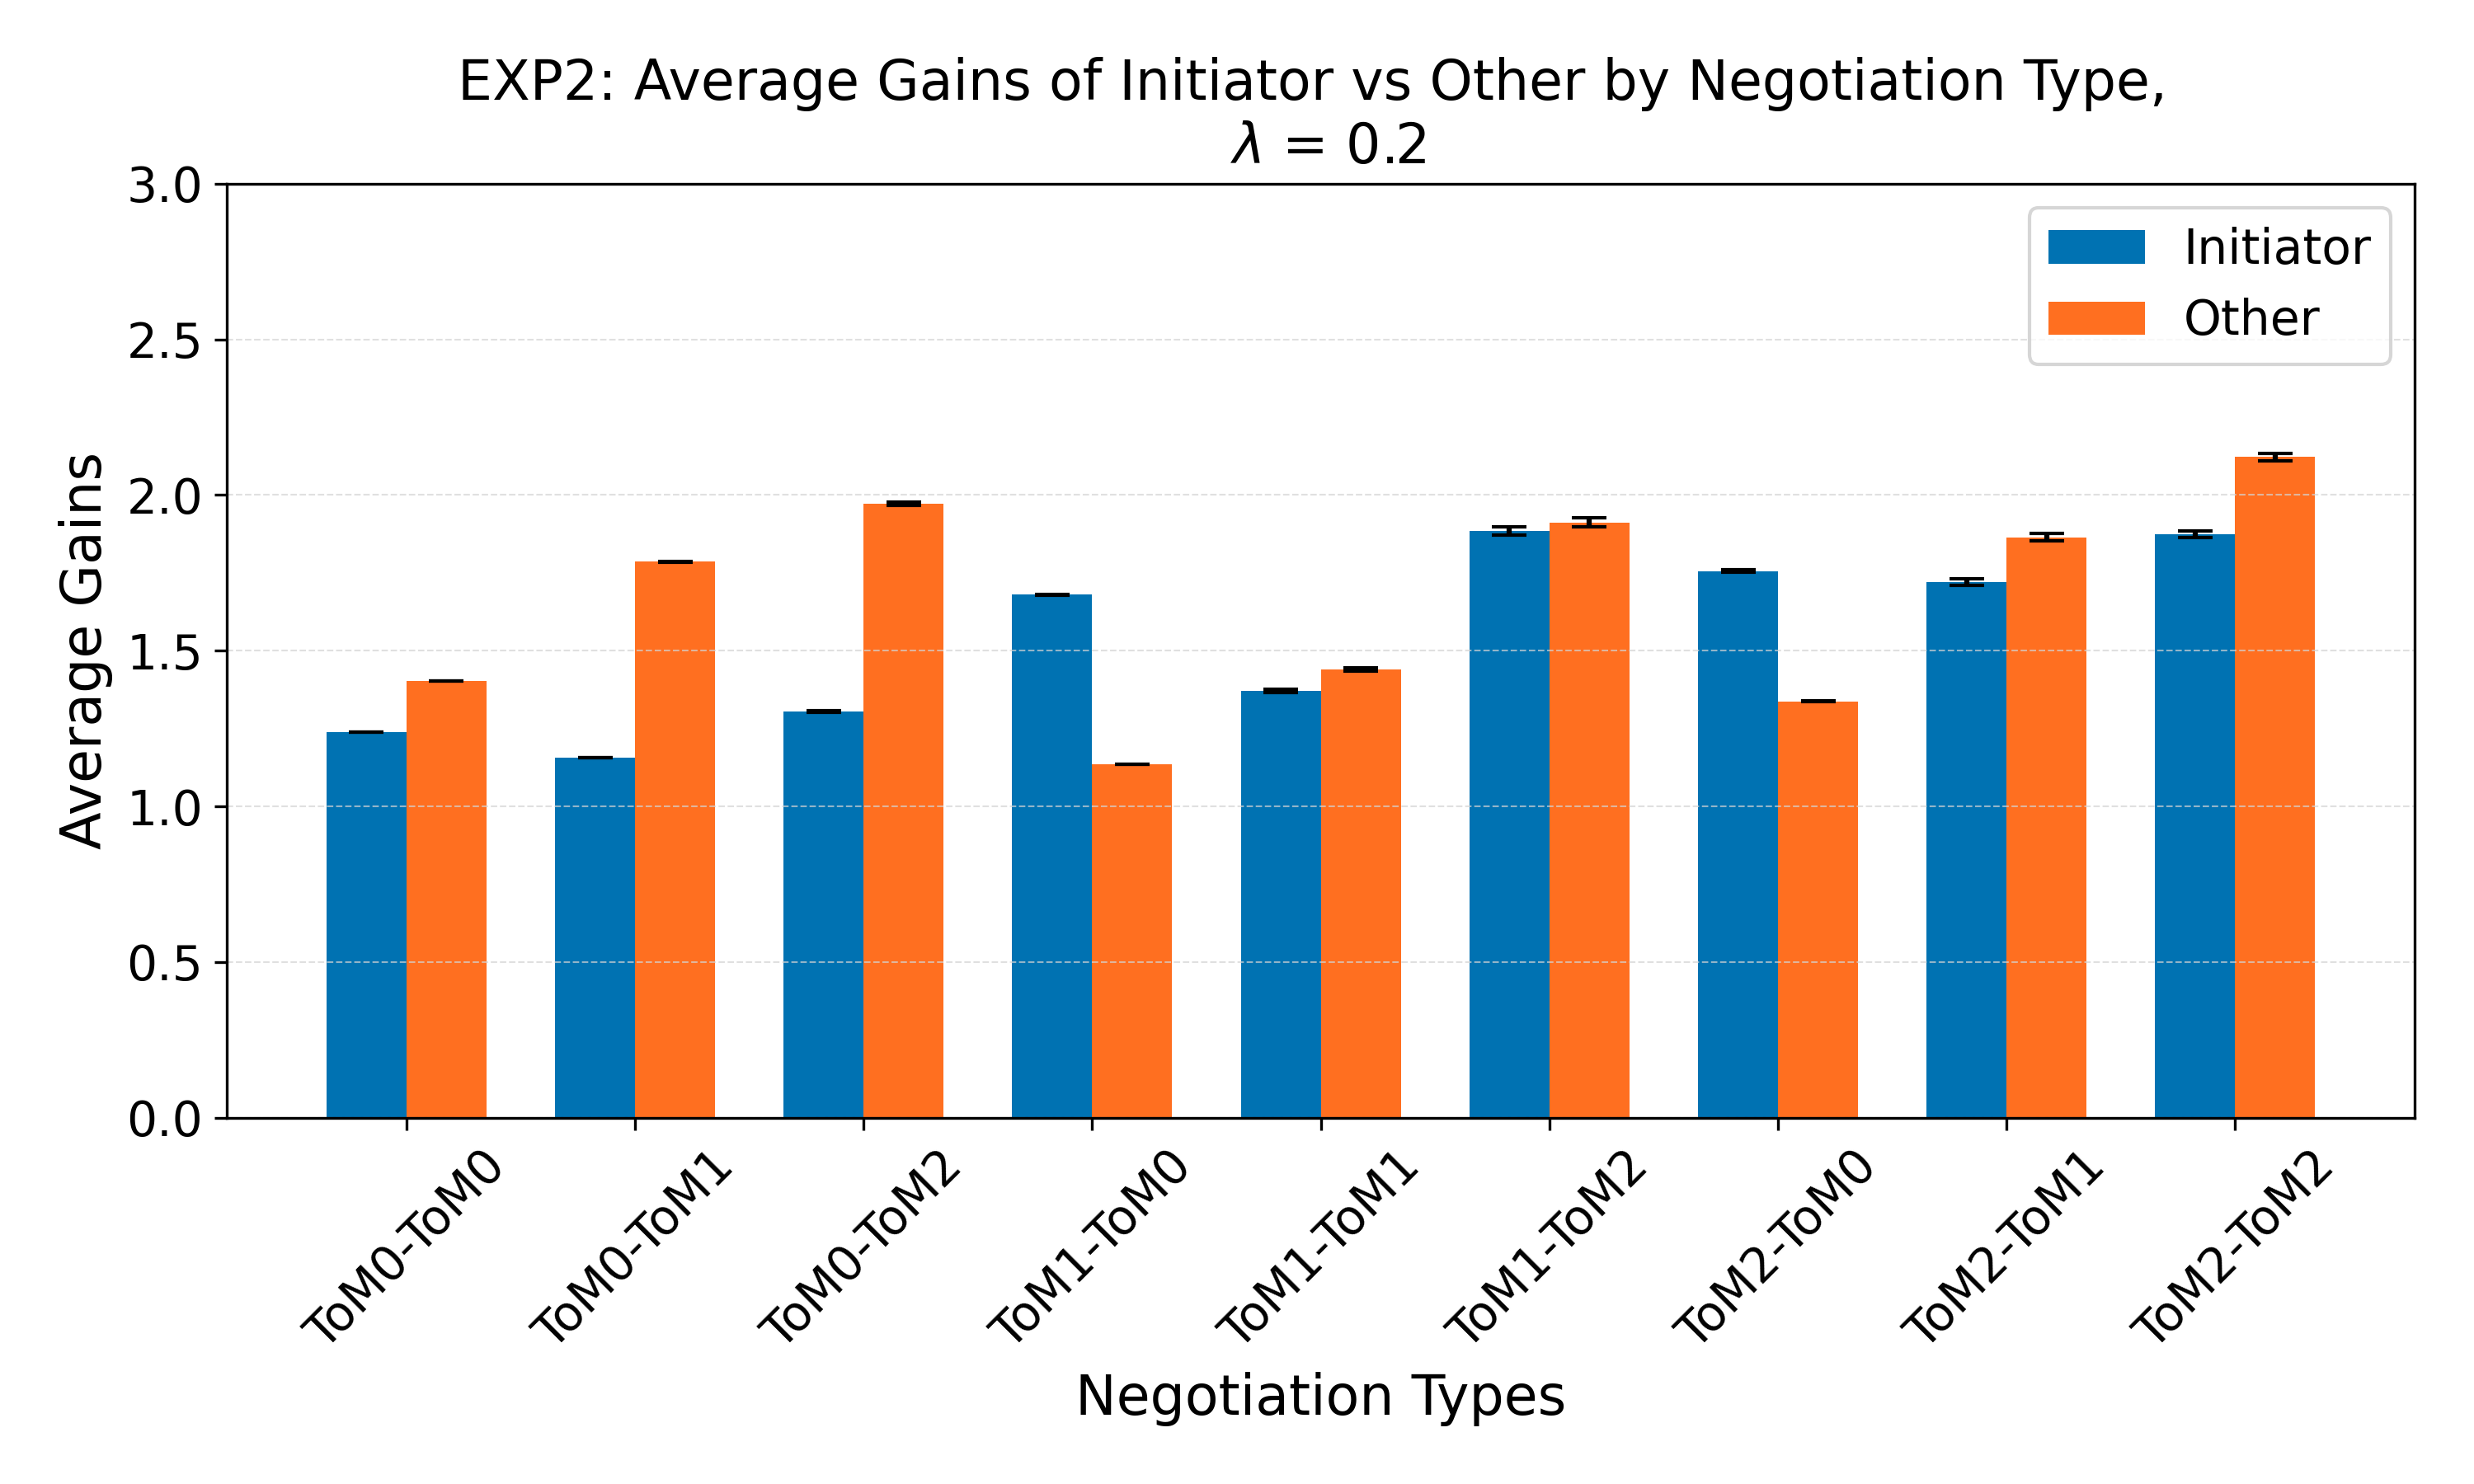 EXP2: Average Gains of Initiator vs Other by Negotiation Type,
λ = 0.2
Initiator
Other
Average Gains
3.0
2.5
2.0
1.5
1.0
0.5
0.0
ToM0-ToM0
ToM0-ToM1
ToM0-ToM2
ToM1-ToM0
ToM1-ToM1
ToM1-ToM2
ToM2-ToM0
ToM2-ToM1
ToM2-ToM2
Negotiation Types